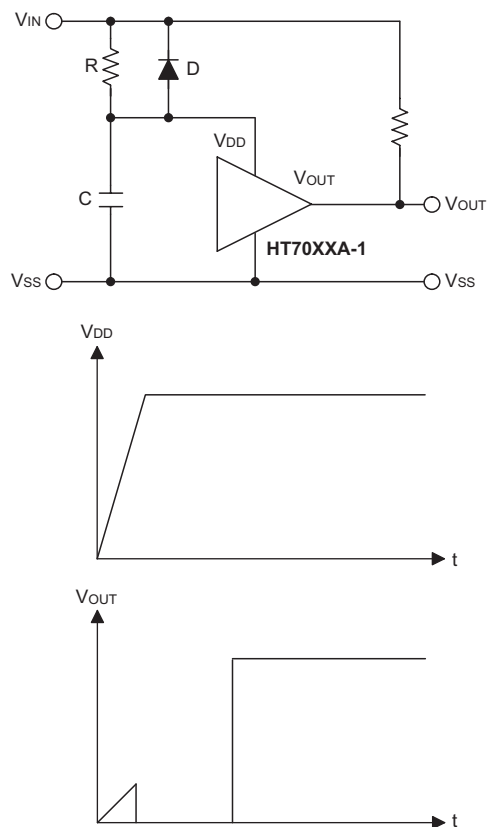 VIN
R
D
VDD
VOUT
C
VOUT
HT70XXA-1
VSS
VSS
VDD
t
VOUT
t